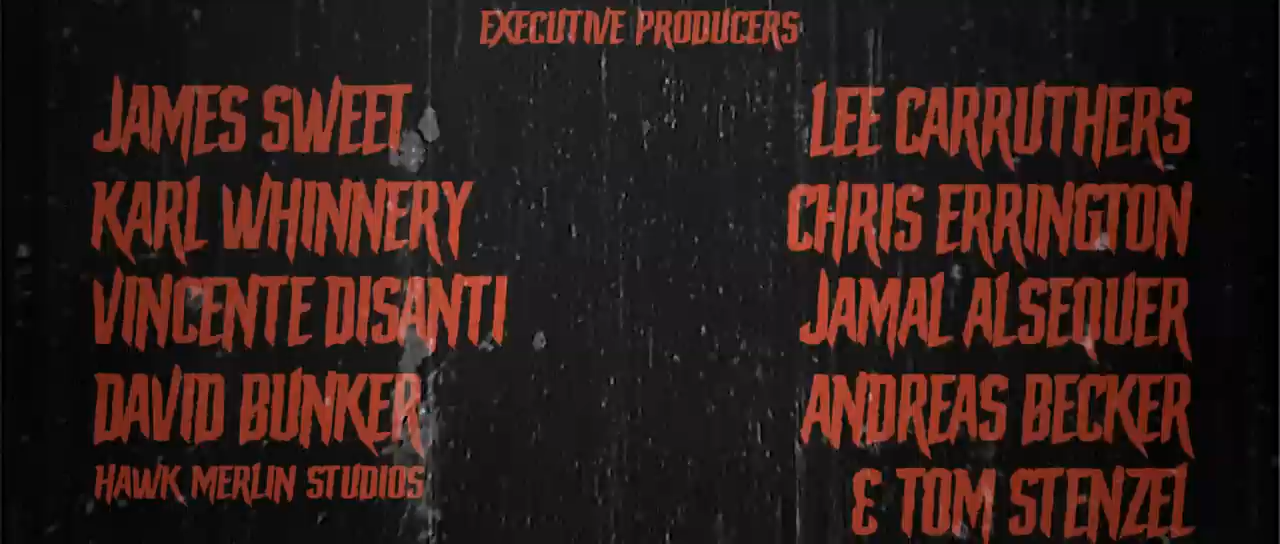 EXECUTIVE PRODUCERS
JAMES SWEET
KARL WHINNERY
VINCENTE DISANTI
DAVID BUNKER
HAWK MERLIN STUDIOS
LEE CARRUTHERS
CHRIS ERRINGTON
JAMAL ALSEQUER
ANDREAS BECKER
& TOM STENZEL